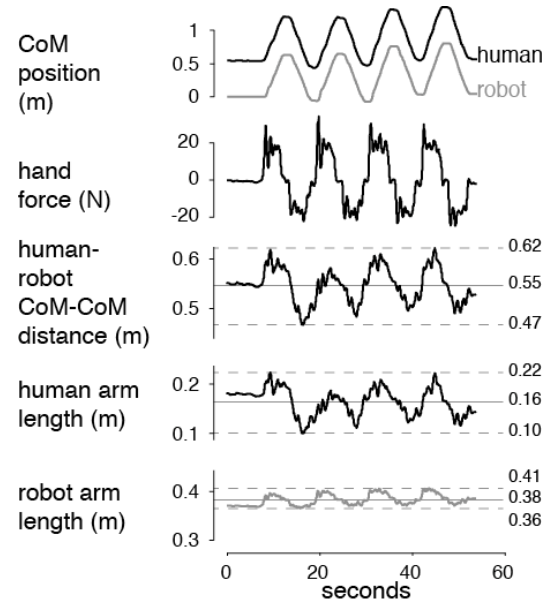 CoM
position
(m)
1
0.5
0
human
robot
hand
force (N)
20
0
-20
human-
robot
CoM-CoM
distance (m)
0.6
0.5
0.62
0.55
0.47
human arm
length (m)
0.2
0.1
0.22
0.16
0.10
robot arm
length (m)
0.4
0.3
0.41
0.38
0.36
0 20 40 60
seconds